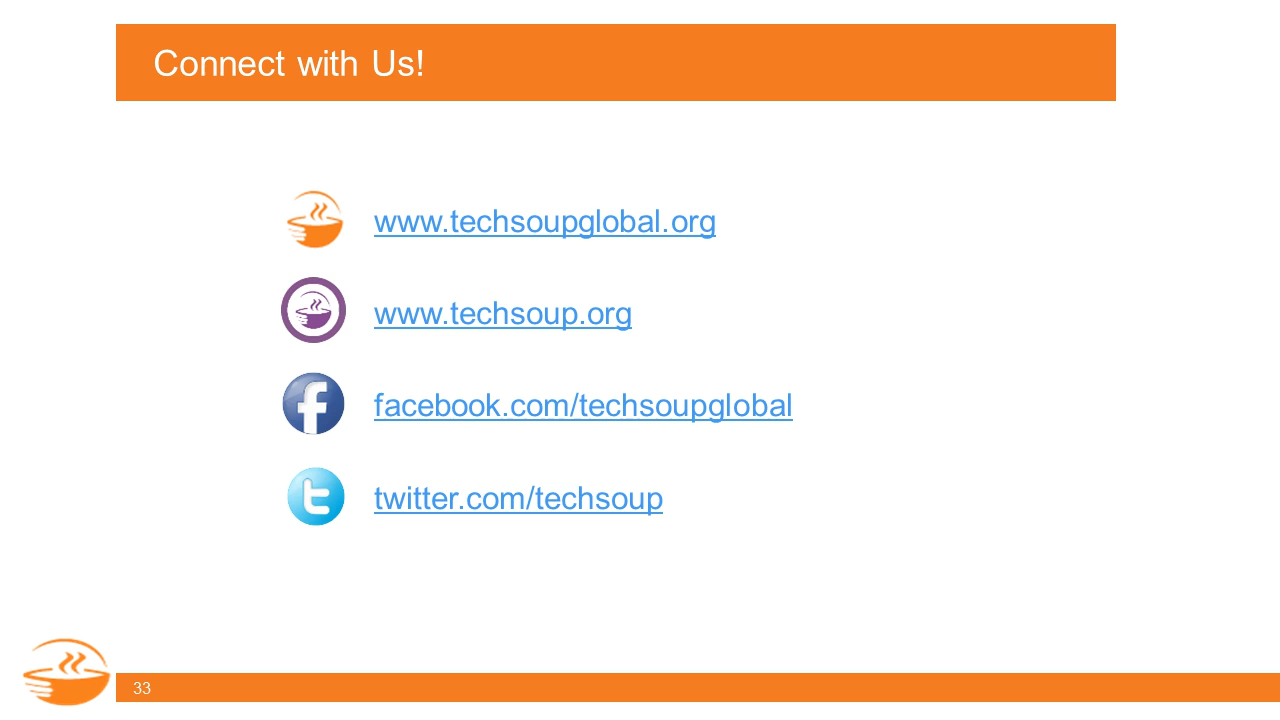 Connect with Us!
www.techsoupglobal.org
www.techsoup.org
facebook.com/techsoupglobal
twitter.com/techsoup
33